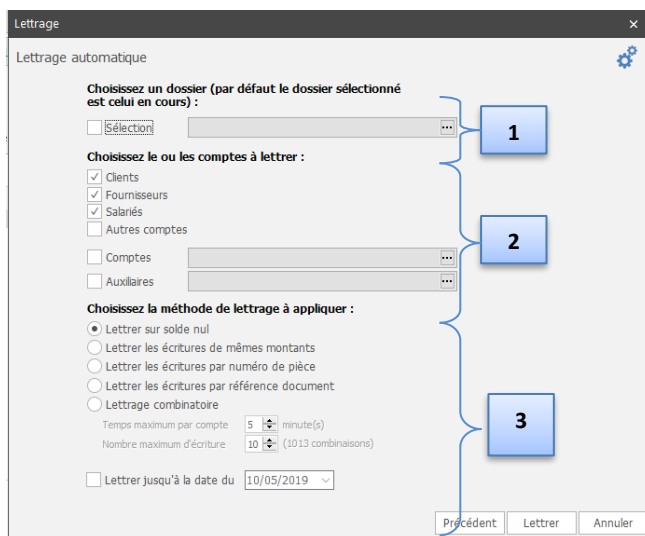 Lettrage
Lettrage automatique
Choisissez un dossier (par défaut le dossier sélectionné
est celui en cours) :
Sélection
...
1
Choisissez le ou les comptes à lettrer :
Clients
Fournisseurs
Salariés
Autres comptes
Comptes
...
Auxiliaires
...
2
Choisissez la méthode de lettrage à appliquer :
Lettrer sur solde nul
Lettrer les écritures de mêmes montants
Lettrer les écritures par numéro de pièce
Lettrer les écritures par référence document
Lettrage combinatoire
Temps maximum par compte 5 minute(s)
Nombre maximum d'écriture 10 (1013 combinaisons)
3
Lettrer jusqu'à la date du 10/05/2019
Précédent Lettrer Annuler